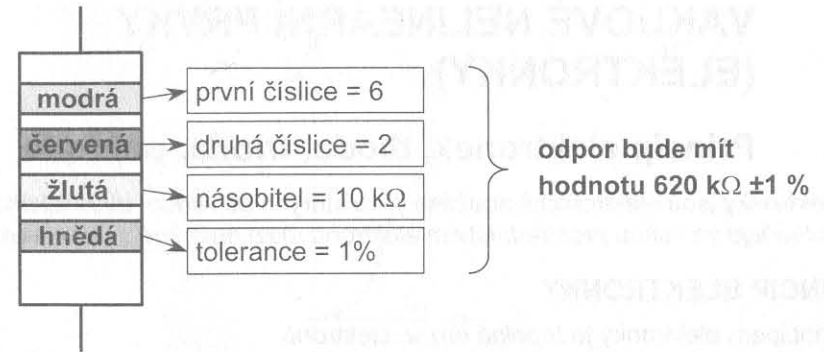 modrá
první číslice = 6
červená
druhá číslice = 2
žlutá
násobitel = 10 kΩ
hnědá
tolerance = 1%
odpor bude mít
hodnotu 620 kΩ ±1 %